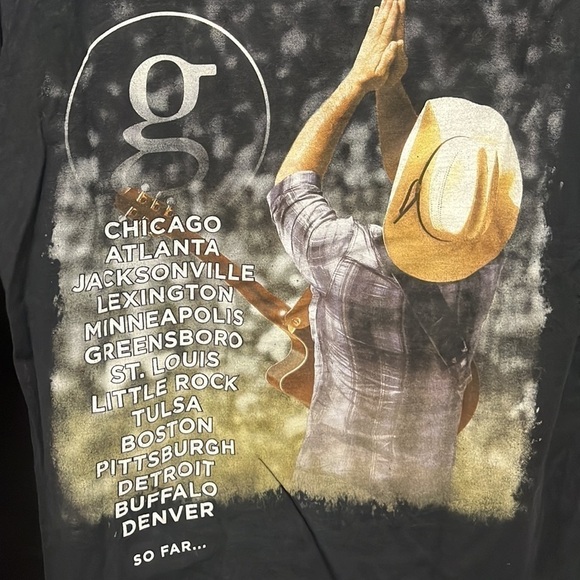 g
CHICAGO
ATLANTA
JACKSONVILLE
LEXINGTON
MINNEAPOLIS
GREENSBORO
ST. LOUIS
LITTLE ROCK
TULSA
BOSTON
PITTSBURGH
DETROIT
BUFFALO
DENVER
SO FAR...